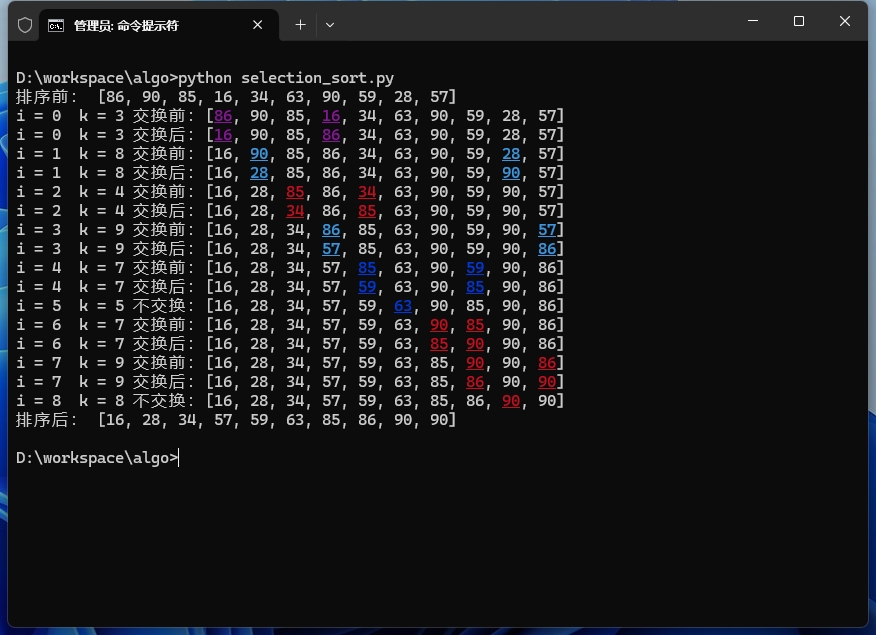 管理员: 命令提示符
D:\workspace\algo>python selection_sort.py
排序前： [86, 90, 85, 16, 34, 63, 90, 59, 28, 57]
i = 0  k = 3 交换前: [86, 90, 85, 16, 34, 63, 90, 59, 28, 57]
i = 0  k = 3 交换后: [16, 90, 85, 86, 34, 63, 90, 59, 28, 57]
i = 1  k = 8 交换前: [16, 90, 85, 86, 34, 63, 90, 59, 28, 57]
i = 1  k = 8 交换后: [16, 28, 85, 86, 34, 63, 90, 59, 90, 57]
i = 2  k = 4 交换前: [16, 28, 85, 86, 34, 63, 90, 59, 90, 57]
i = 2  k = 4 交换后: [16, 28, 34, 86, 85, 63, 90, 59, 90, 57]
i = 3  k = 9 交换前: [16, 28, 34, 86, 85, 63, 90, 59, 90, 57]
i = 3  k = 9 交换后: [16, 28, 34, 57, 85, 63, 90, 59, 90, 86]
i = 4  k = 7 交换前: [16, 28, 34, 57, 85, 63, 90, 59, 90, 86]
i = 4  k = 7 交换后: [16, 28, 34, 57, 59, 63, 90, 85, 90, 86]
i = 5  k = 5 不交换: [16, 28, 34, 57, 59, 63, 90, 85, 90, 86]
i = 6  k = 7 交换前: [16, 28, 34, 57, 59, 63, 90, 85, 90, 86]
i = 6  k = 7 交换后: [16, 28, 34, 57, 59, 63, 85, 90, 90, 86]
i = 7  k = 9 交换前: [16, 28, 34, 57, 59, 63, 85, 90, 90, 86]
i = 7  k = 9 交换后: [16, 28, 34, 57, 59, 63, 85, 86, 90, 90]
i = 8  k = 8 不交换: [16, 28, 34, 57, 59, 63, 85, 86, 90, 90]
排序后： [16, 28, 34, 57, 59, 63, 85, 86, 90, 90]
D:\workspace\algo>